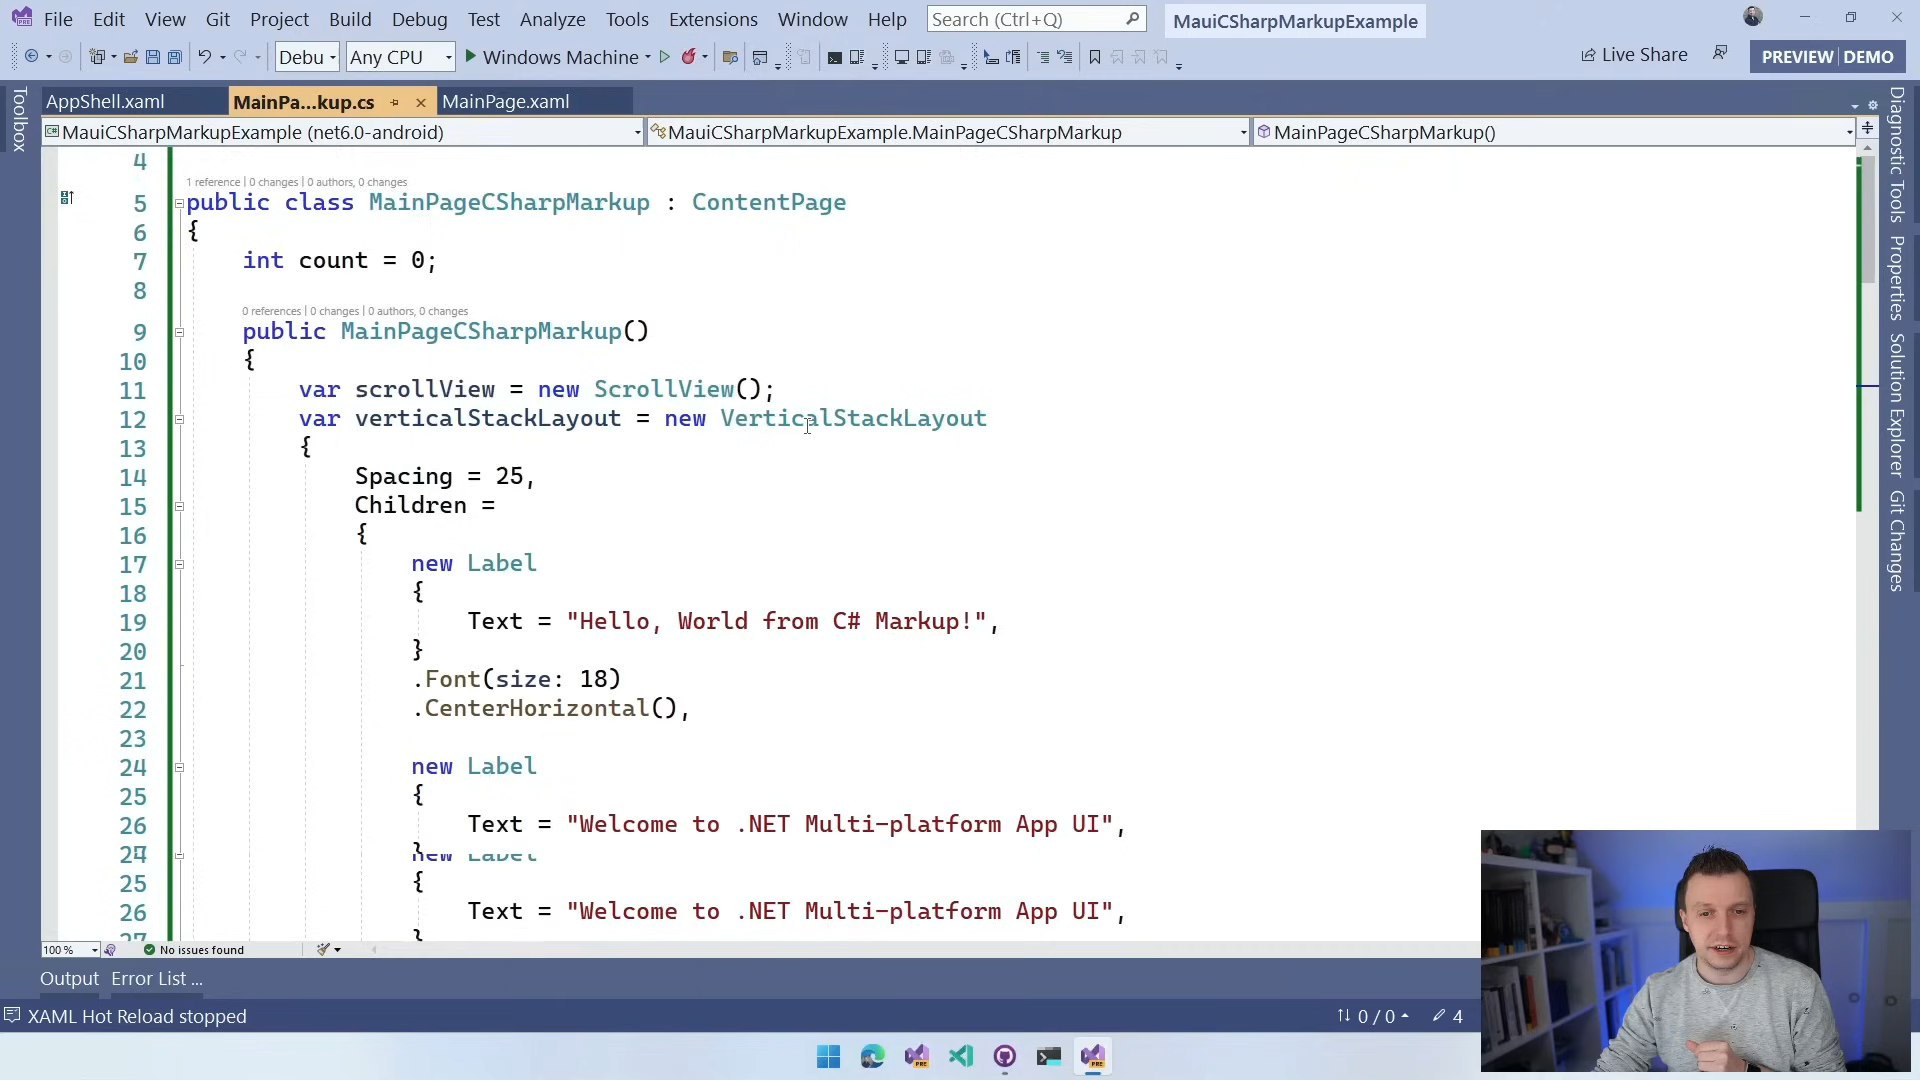 File Edit View Git Project Build Debug Test Analyze Tools Extensions Window Help Search (Ctrl+Q) MauiCSharpMarkupExample
Debu Any CPU Windows Machine Live Share PREVIEW DEMO
AppShell.xaml MainPa...kup.cs MainPage.xaml
MauiCSharpMarkupExample (net6.0-android) MauiCSharpMarkupExample.MainPageCSharpMarkup MainPageCSharpMarkup()
Toolbox
4
1 reference | 0 changes | 0 authors, 0 changes
5 public class MainPageCSharpMarkup : ContentPage
6 {
7 int count = 0;
8
0 references | 0 changes | 0 authors, 0 changes
9 public MainPageCSharpMarkup()
10 {
11 var scrollView = new ScrollView();
12 var verticalStackLayout = new VerticalStackLayout
13 {
14 Spacing = 25,
15 Children =
16 {
17 new Label
18 {
19 Text = "Hello, World from C# Markup!",
20 }
21 .Font(size: 18)
22 .CenterHorizontal(),
23
24 new Label
25 {
26 Text = "Welcome to .NET Multi-platform App UI",
24 new Label
25 {
26 Text = "Welcome to .NET Multi-platform App UI",
27 }
Diagnostic Tools
Properties
Solution Explorer
Git Changes
100 % No issues found
Output Error List ...
XAML Hot Reload stopped 0 / 0 4
PRE PRE